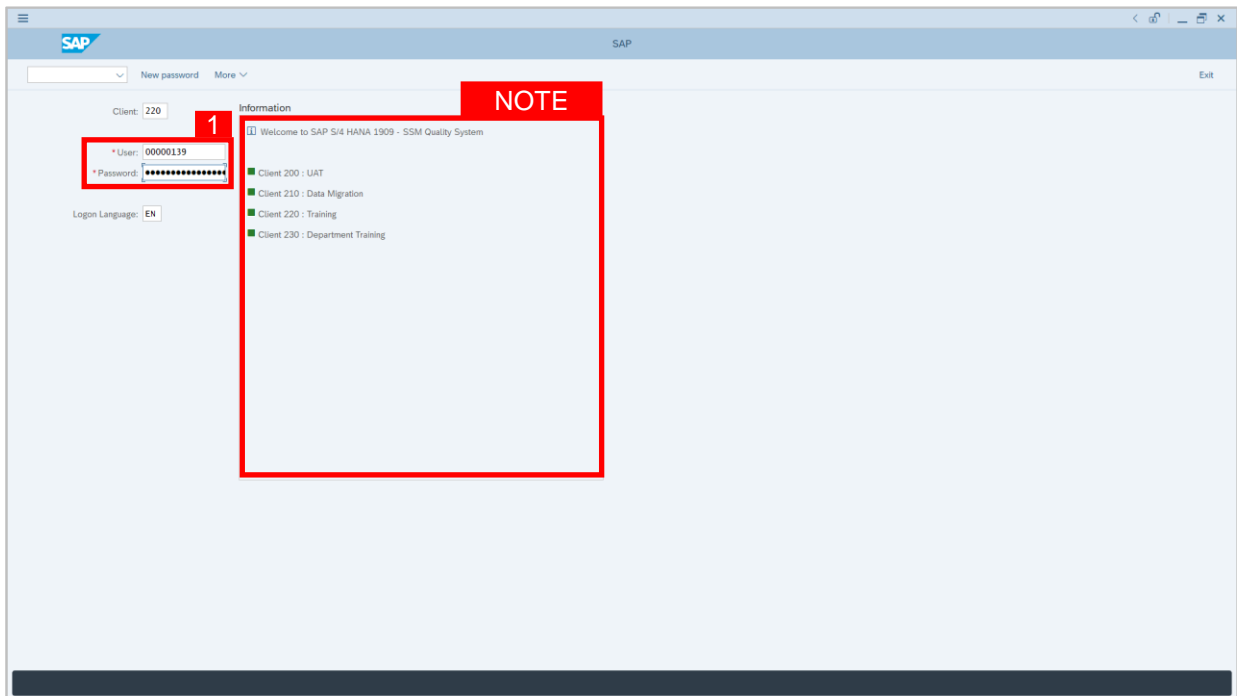 SAP
SAP
New password More
Exit
NOTE
Client: 220
Information
1
Welcome to SAP S/4 HANA 1909 - SSM Quality System
*User: 00000139
*Password:
Client 200 : UAT
Client 210 : Data Migration
Logon Language: EN
Client 220 : Training
Client 230 : Department Training